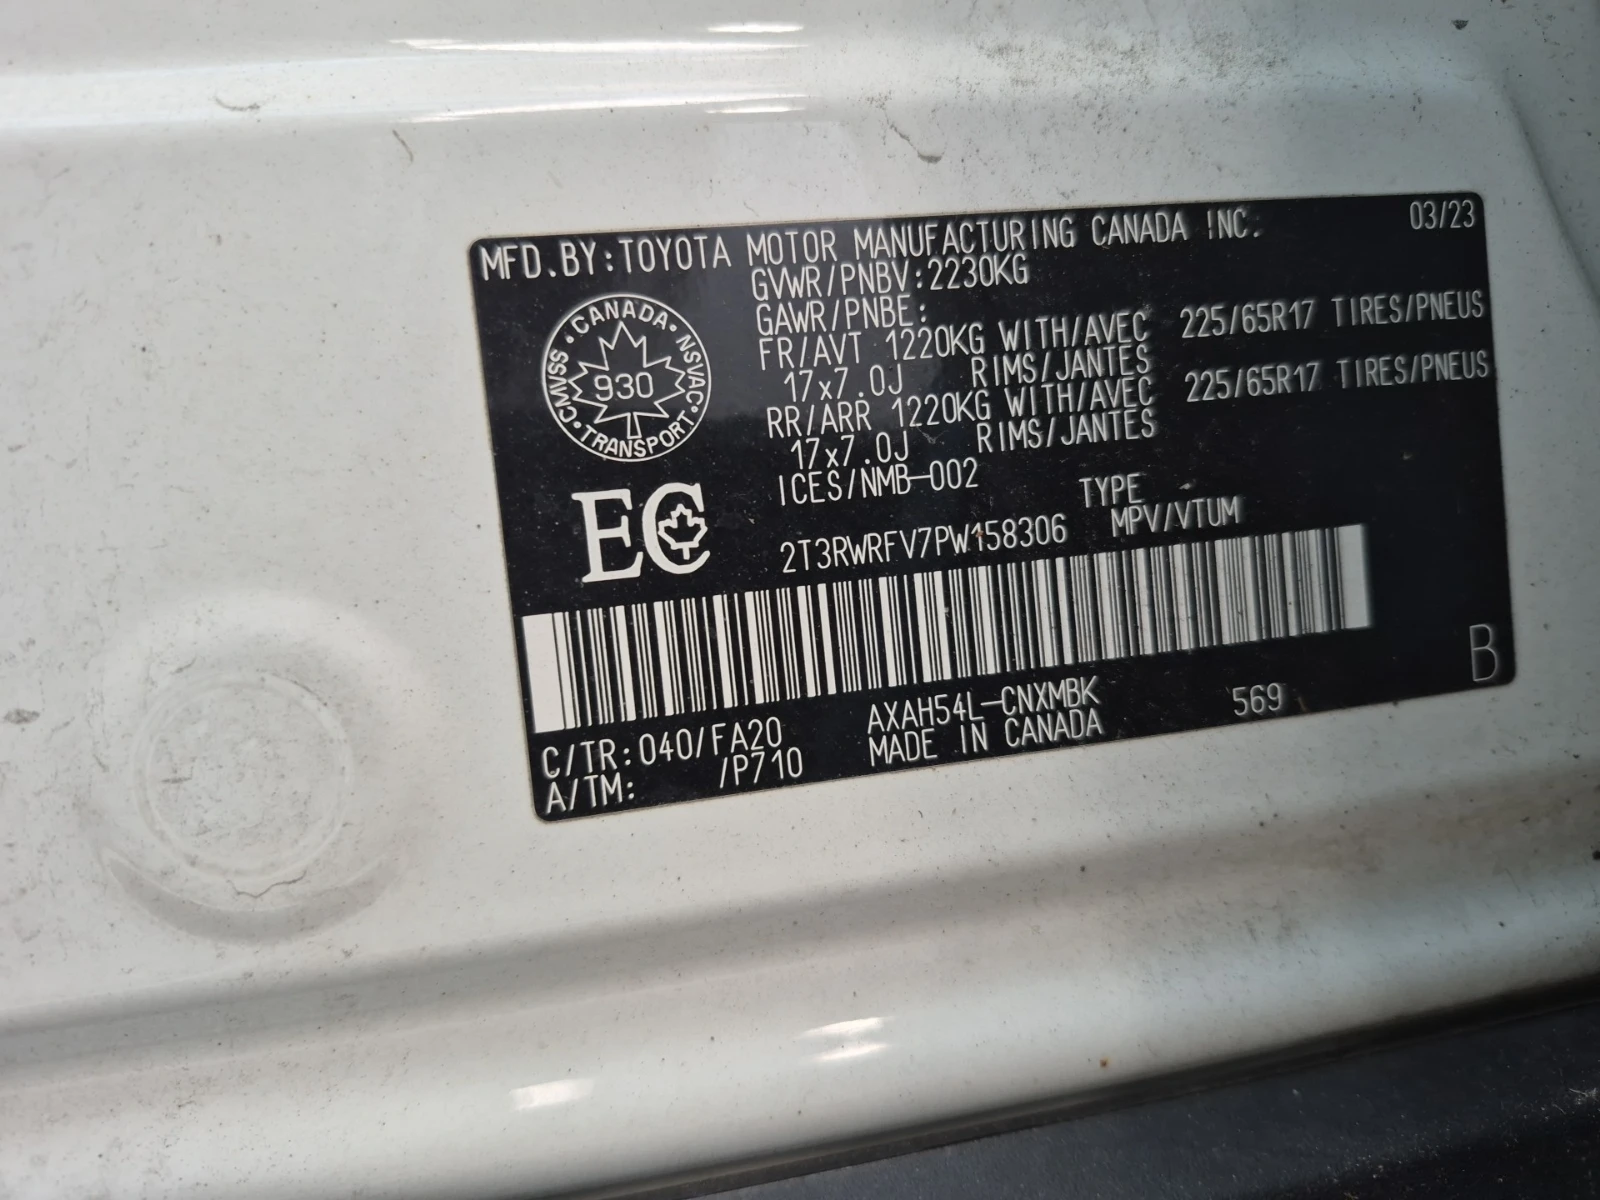 MFD.BY:TOYOTA MOTOR MANUFACTURING CANADA INC. 03/23
GVWR/PNBV:2230KG
GAWR/PNBE:
FR/AVT 1220KG WITH/AVEC 225/65R17 TIRES/PNEUS
17x7.0J RIMS/JANTES
RR/ARR 1220KG WITH/AVEC 225/65R17 TIRES/PNEUS
17x7.0J RIMS/JANTES
ICES/NMB-002
CANADA
CMVSS 930 NSVAC
TRANSPORT
EC
TYPE
2T3RWRFV7PW158306 MPV/VTUM
B
C/TR:040/FA20 AXAH54L-CNXMBK 569
A/TM: /P710 MADE IN CANADA